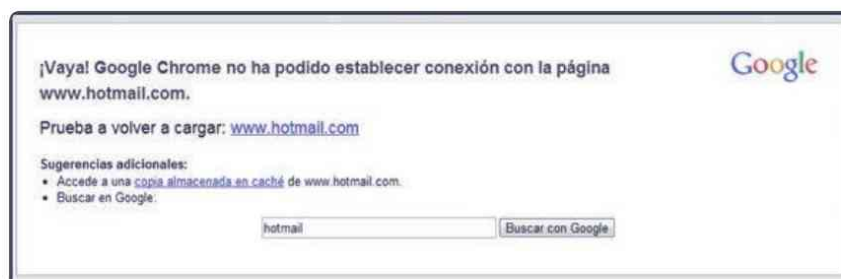 ¡Vaya! Google Chrome no ha podido establecer conexión con la página
www.hotmail.com.
Google
Prueba a volver a cargar: www.hotmail.com
Sugerencias adicionales:
• Accede a una copia almacenada en caché de www.hotmail.com.
• Buscar en Google:
hotmail Buscar con Google